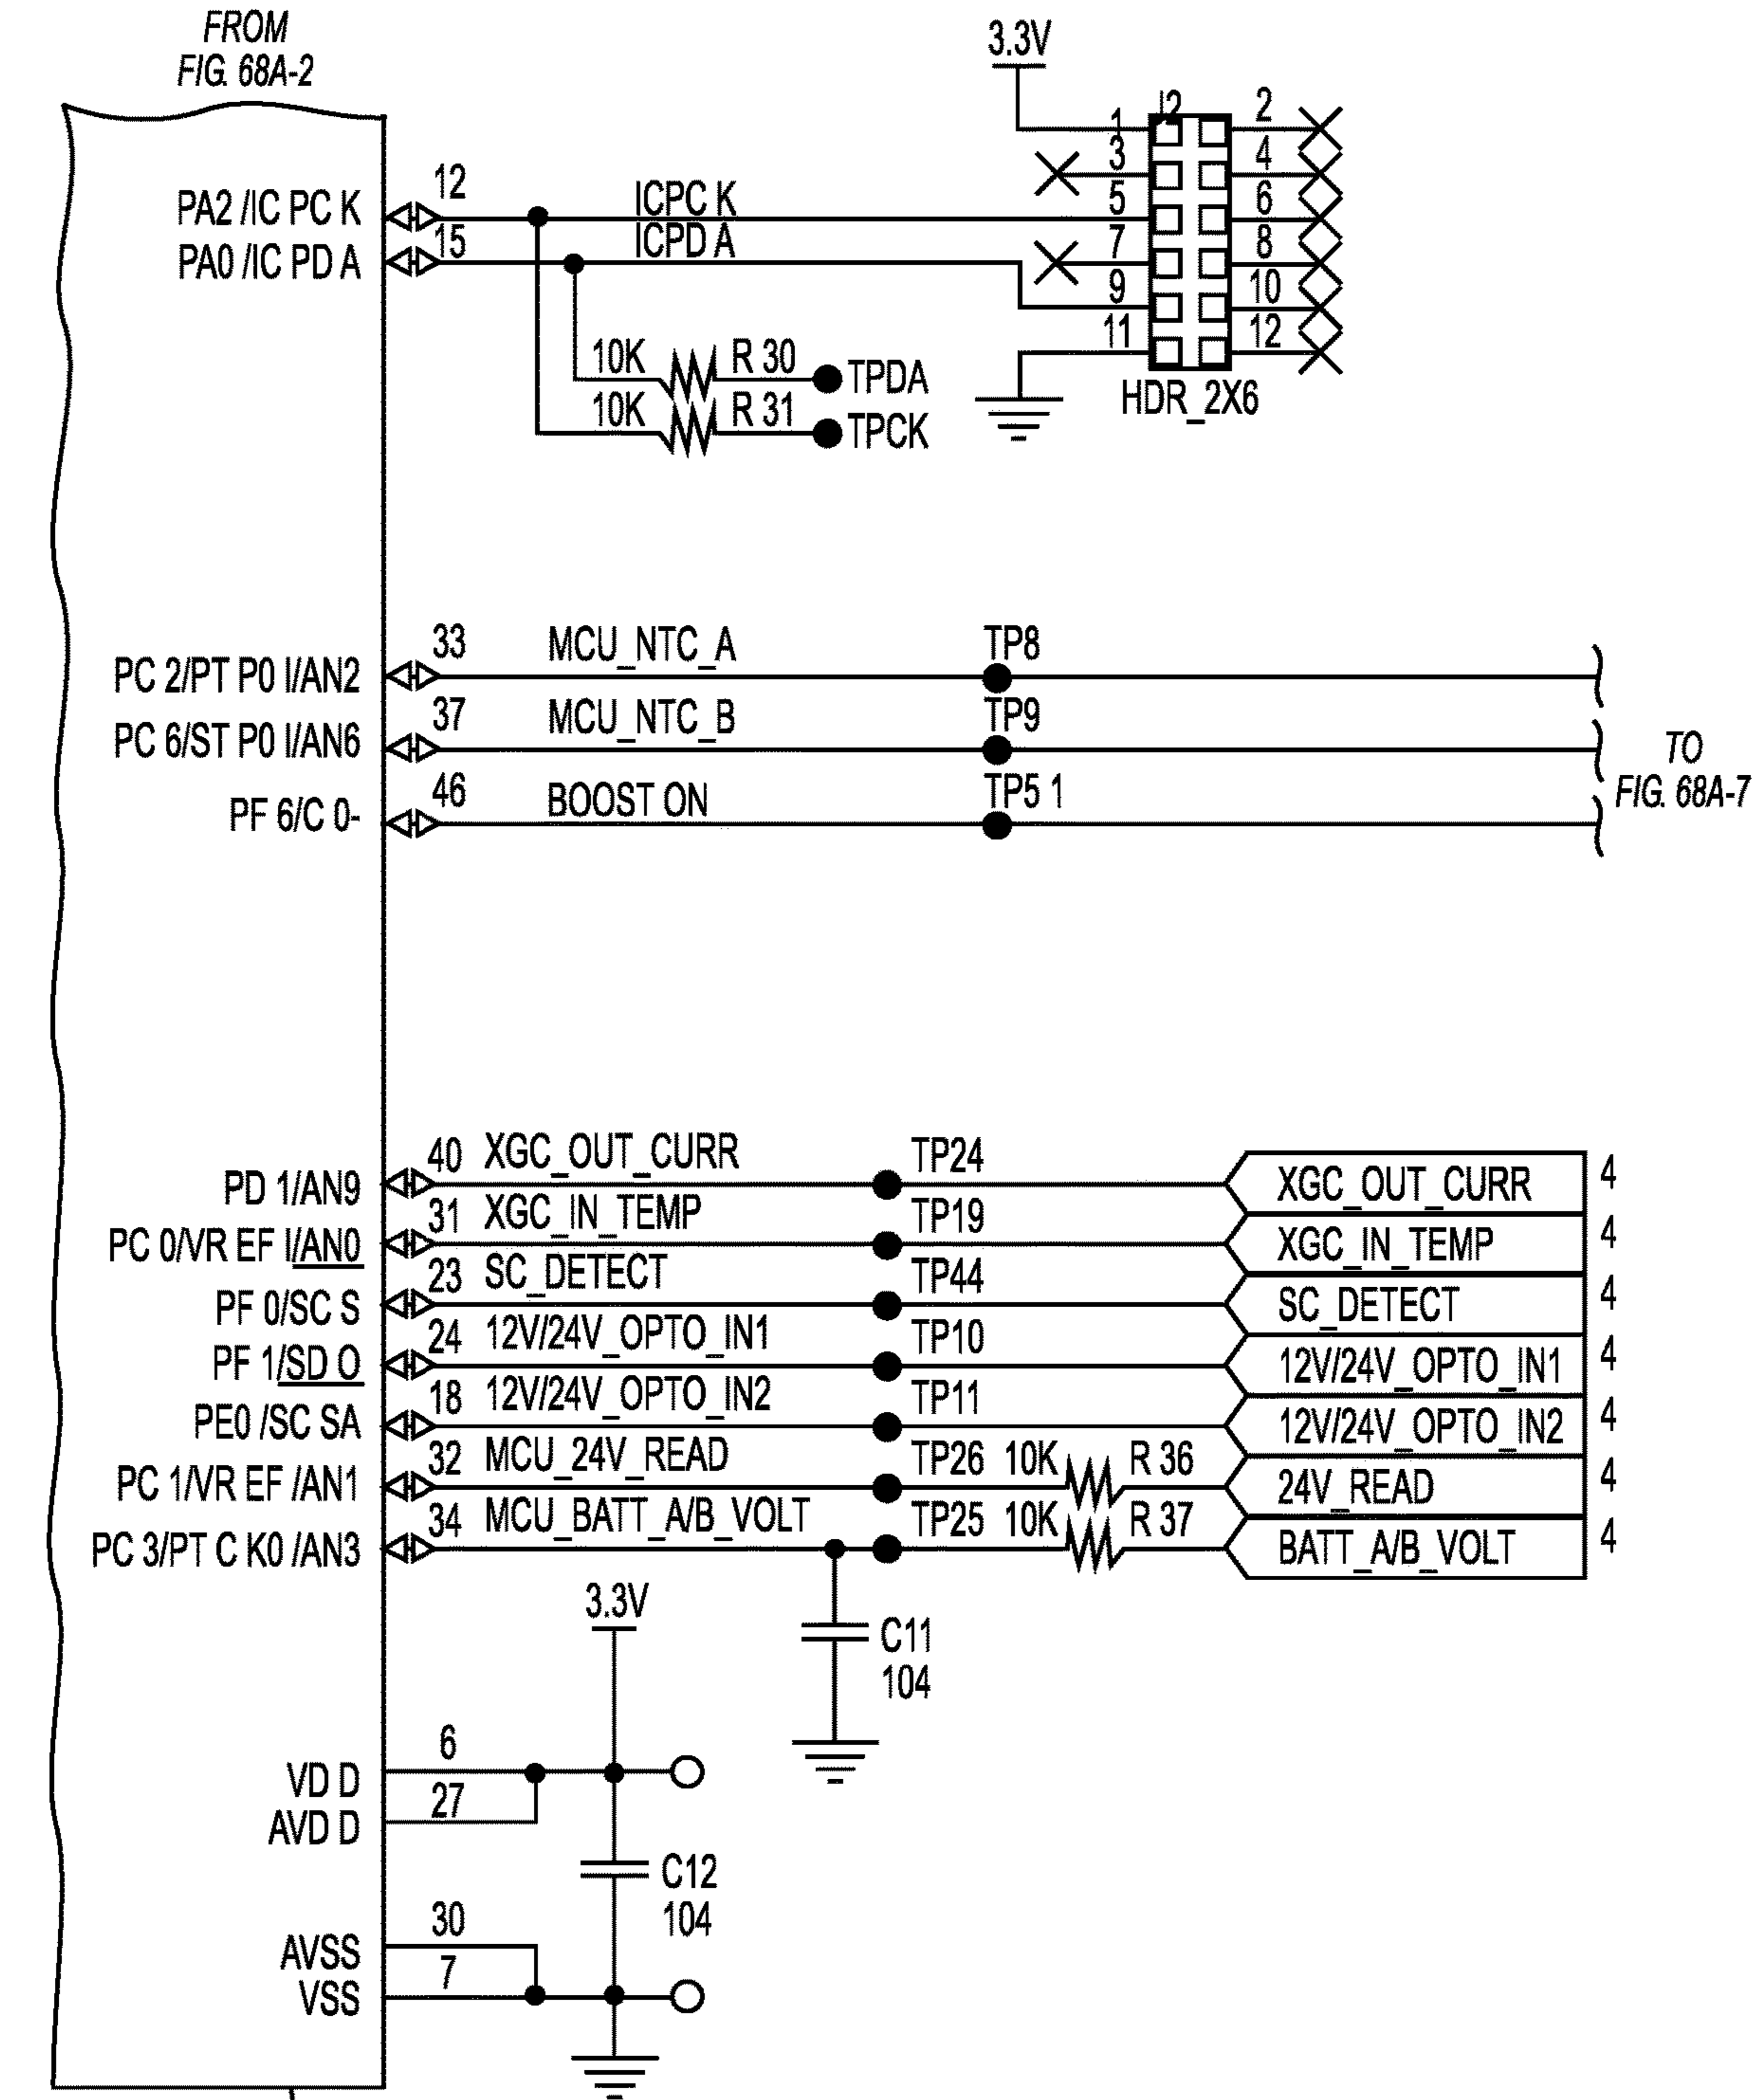 FROM
FIG. 68A-2
3.3V
J2
1 2
3 4
5 6
7 8
9 10
11 12
HDR_2X6
PA2 /IC PC K 12 ICPC K
PA0 /IC PD A 15 ICPD A
10K R 30 TPDA
10K R 31 TPCK
PC 2/PT P0 I/AN2 33 MCU_NTC_A TP8
PC 6/ST P0 I/AN6 37 MCU_NTC_B TP9
PF 6/C 0- 46 BOOST ON TP5 1
TO
FIG. 68A-7
PD 1/AN9 40 XGC_OUT_CURR TP24 XGC_OUT_CURR 4
PC 0/VR EF I/AN0 31 XGC_IN_TEMP TP19 XGC_IN_TEMP 4
PF 0/SC S 23 SC_DETECT TP44 SC_DETECT 4
PF 1/SD O 24 12V/24V_OPTO_IN1 TP10 12V/24V_OPTO_IN1 4
PE0 /SC SA 18 12V/24V_OPTO_IN2 TP11 12V/24V_OPTO_IN2 4
PC 1/VR EF /AN1 32 MCU_24V_READ TP26 10K R 36 24V_READ 4
PC 3/PT C K0 /AN3 34 MCU_BATT_A/B_VOLT TP25 10K R 37 BATT_A/B_VOLT 4
3.3V
C11
104
VD D 6
AVD D 27
C12
104
AVSS 30
VSS 7